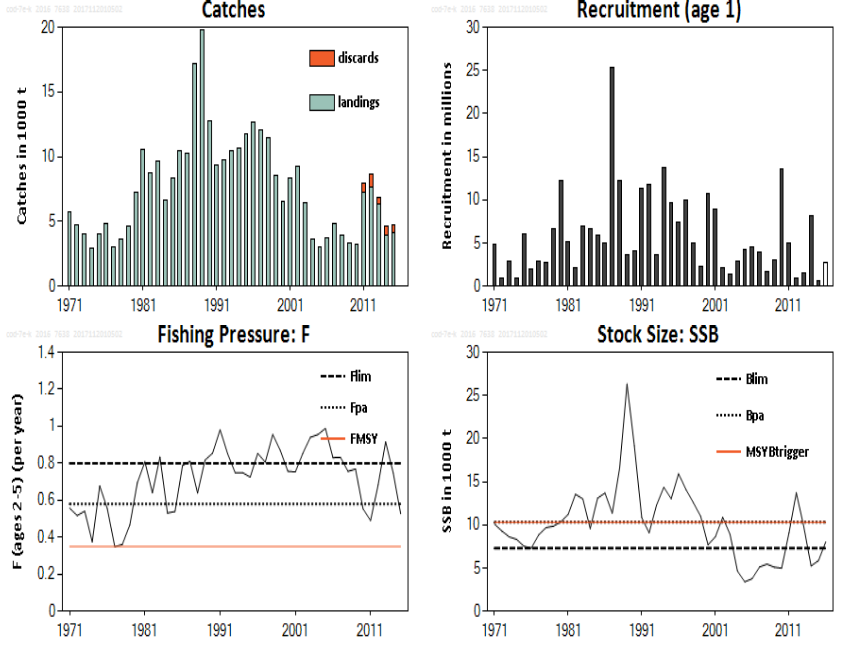 Catches
20
15
10
5
0
Catches in 1000 t
discards
landings
1971 1981 1991 2001 2011
Recruitment (age 1)
30
25
20
15
10
5
0
Recruitment in millions
1971 1981 1991 2001 2011
Fishing Pressure: F
1.4
1.2
1
0.8
0.6
0.4
0.2
0
F (ages 2-5) (per year)
Flim
Fpa
FMSY
1971 1981 1991 2001 2011
Stock Size: SSB
30
25
20
15
10
5
0
SSB in 1000 t
Blim
Bpa
MSYBtrigger
1971 1981 1991 2001 2011